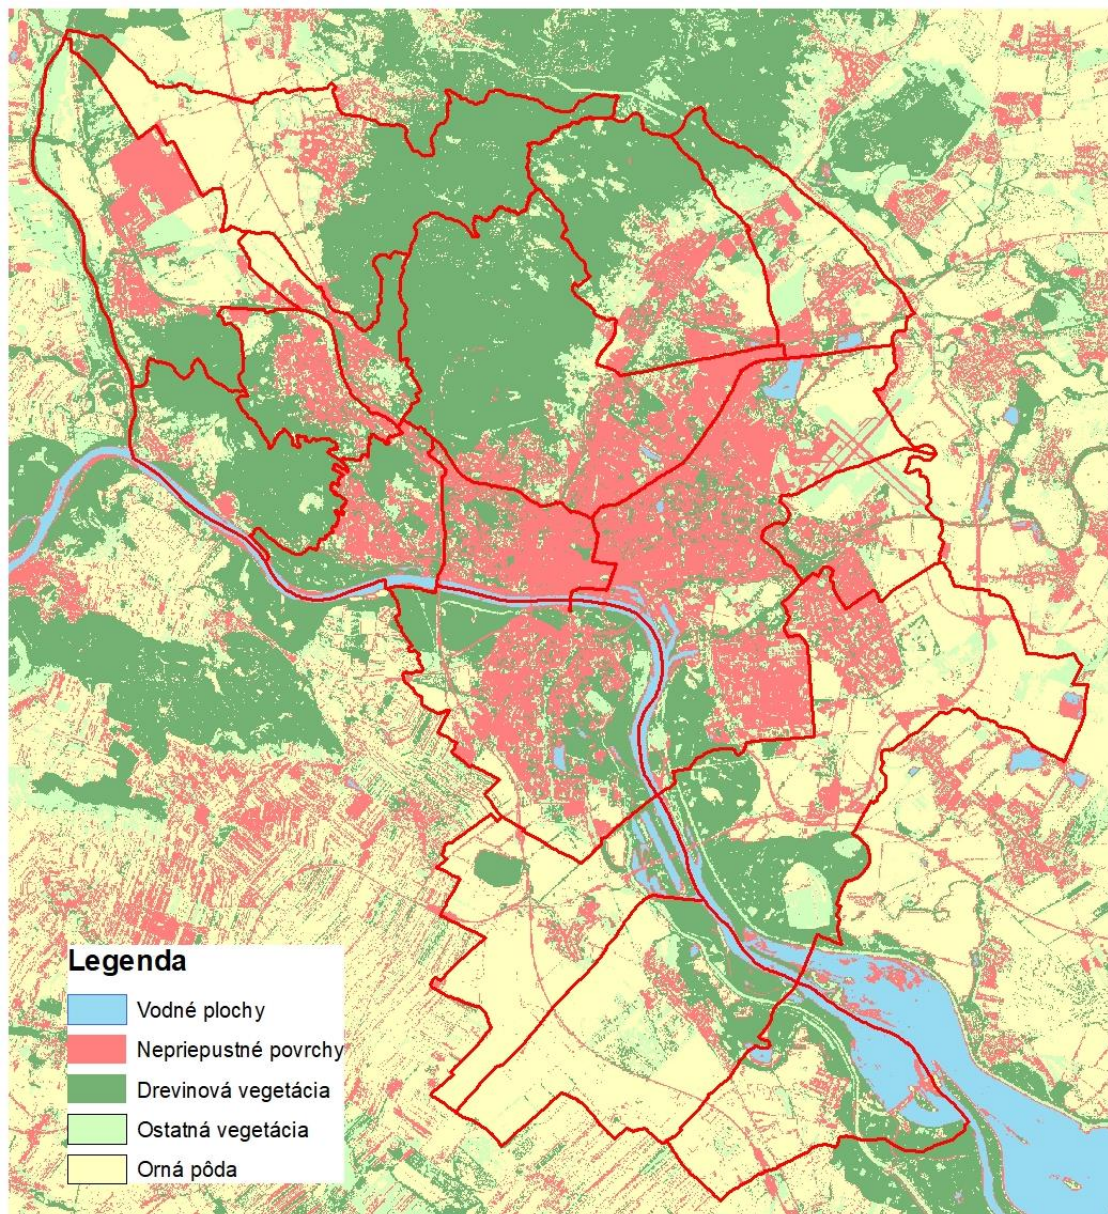 Legenda
Vodné plochy
Nepriepustné povrchy
Drevinová vegetácia
Ostatná vegetácia
Orná pôda